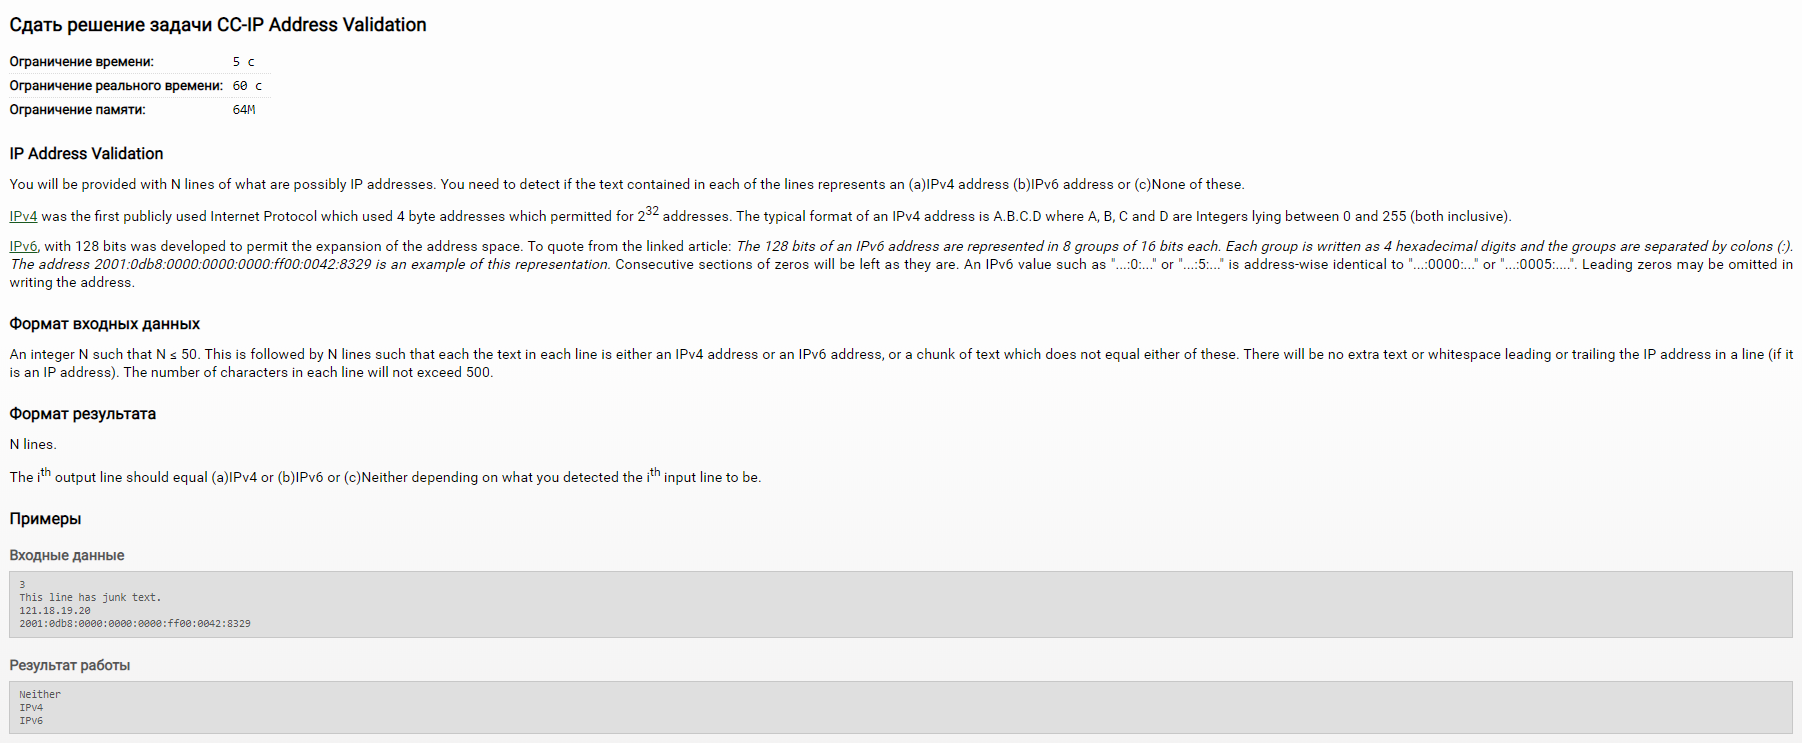 Сдать решение задачи CC-IP Address Validation
Ограничение времени: 5 с
Ограничение реального времени: 60 с
Ограничение памяти: 64M
IP Address Validation
You will be provided with N lines of what are possibly IP addresses. You need to detect if the text contained in each of the lines represents an (a)IPv4 address (b)IPv6 address or (c)None of these.
IPv4 was the first publicly used Internet Protocol which used 4 byte addresses which permitted for 2^32 addresses. The typical format of an IPv4 address is A.B.C.D where A, B, C and D are Integers lying between 0 and 255 (both inclusive).
IPv6, with 128 bits was developed to permit the expansion of the address space. To quote from the linked article: The 128 bits of an IPv6 address are represented in 8 groups of 16 bits each. Each group is written as 4 hexadecimal digits and the groups are separated by colons (:).
The address 2001:0db8:0000:0000:0000:ff00:0042:8329 is an example of this representation. Consecutive sections of zeros will be left as they are. An IPv6 value such as "...:0:..." or "...:5:..." is address-wise identical to "...:0000:..." or "...:0005:....". Leading zeros may be omitted in
writing the address.
Формат входных данных
An integer N such that N ≤ 50. This is followed by N lines such that each the text in each line is either an IPv4 address or an IPv6 address, or a chunk of text which does not equal either of these. There will be no extra text or whitespace leading or trailing the IP address in a line (if it
is an IP address). The number of characters in each line will not exceed 500.
Формат результата
N lines.
The i^th output line should equal (a)IPv4 or (b)IPv6 or (c)Neither depending on what you detected the i^th input line to be.
Примеры
Входные данные
3
This line has junk text.
121.18.19.20
2001:0db8:0000:0000:0000:ff00:0042:8329
Результат работы
Neither
IPv4
IPv6